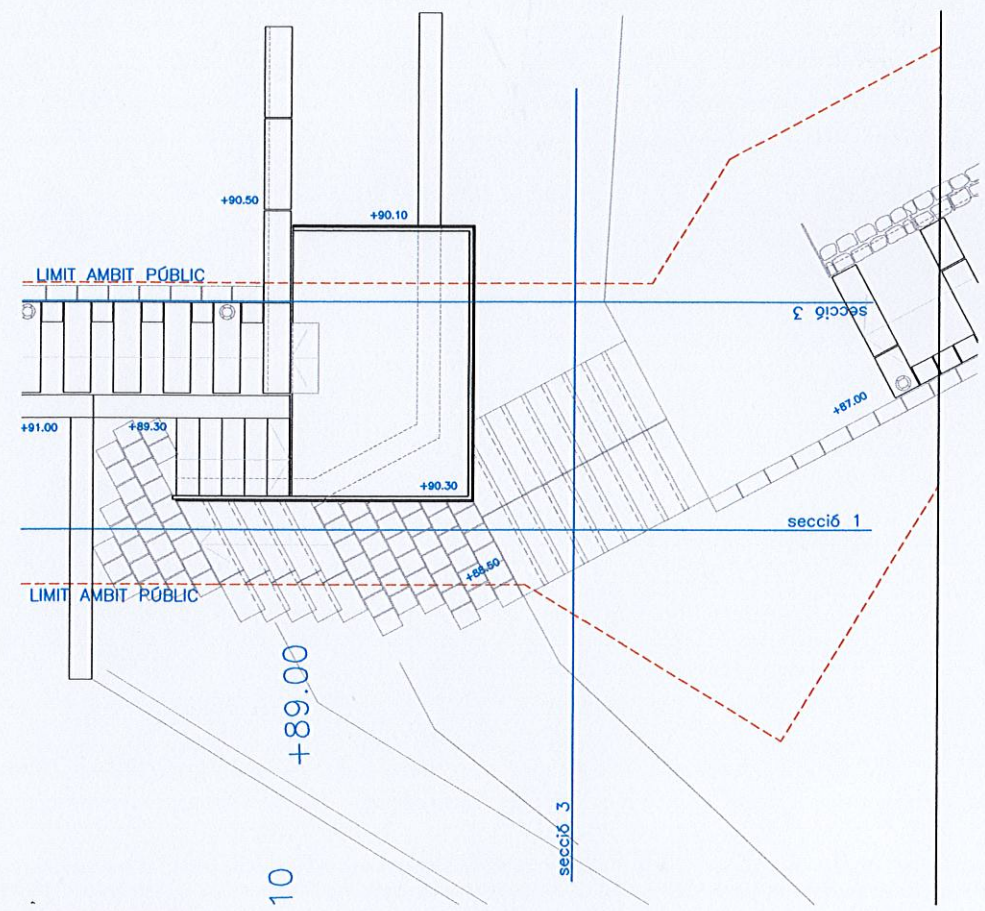 +90.50
+90.10
LIMIT AMBIT PÚBLIC
secció 3
+87.00
+91.00
+89.30
+90.30
secció 1
+88.50
LIMIT AMBIT PÚBLIC
+89.00
secció 3
10